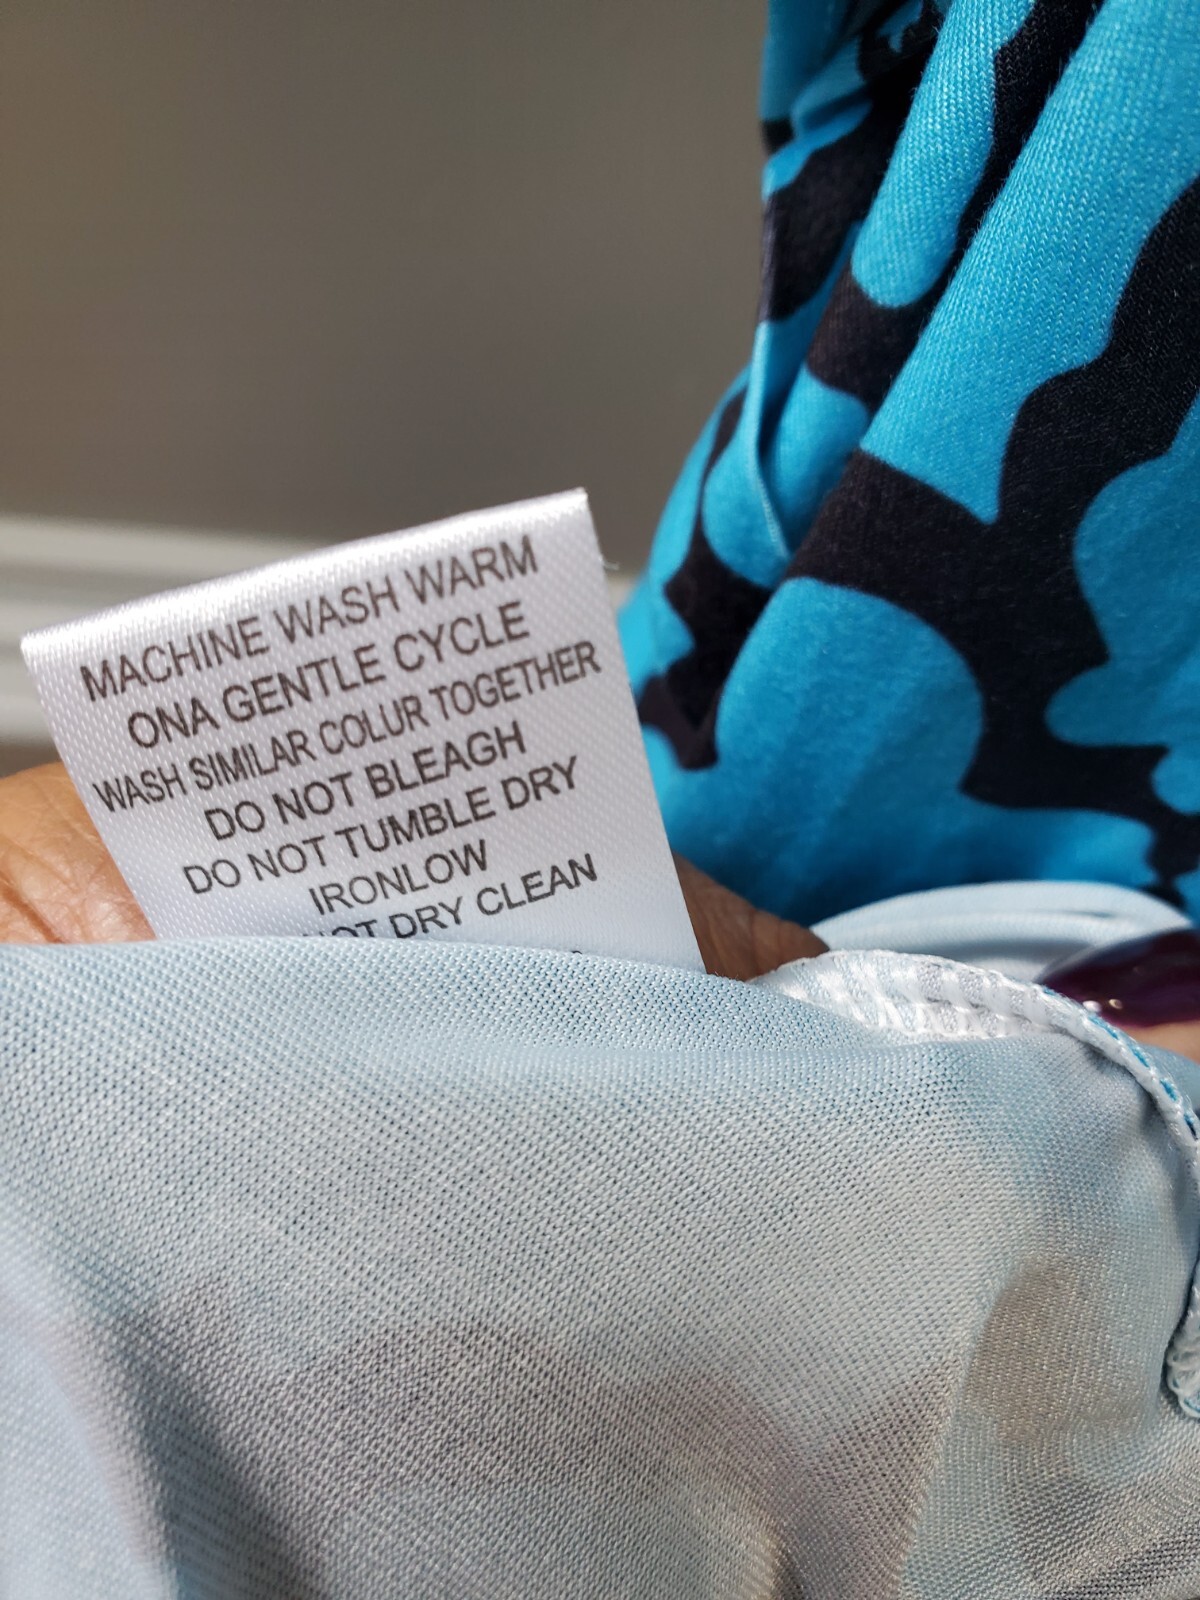 MACHINE WASH WARM
ONA GENTLE CYCLE
WASH SIMILAR COLUR TOGETHER
DO NOT BLEAGH
DO NOT TUMBLE DRY
IRONLOW
NOT DRY CLEAN